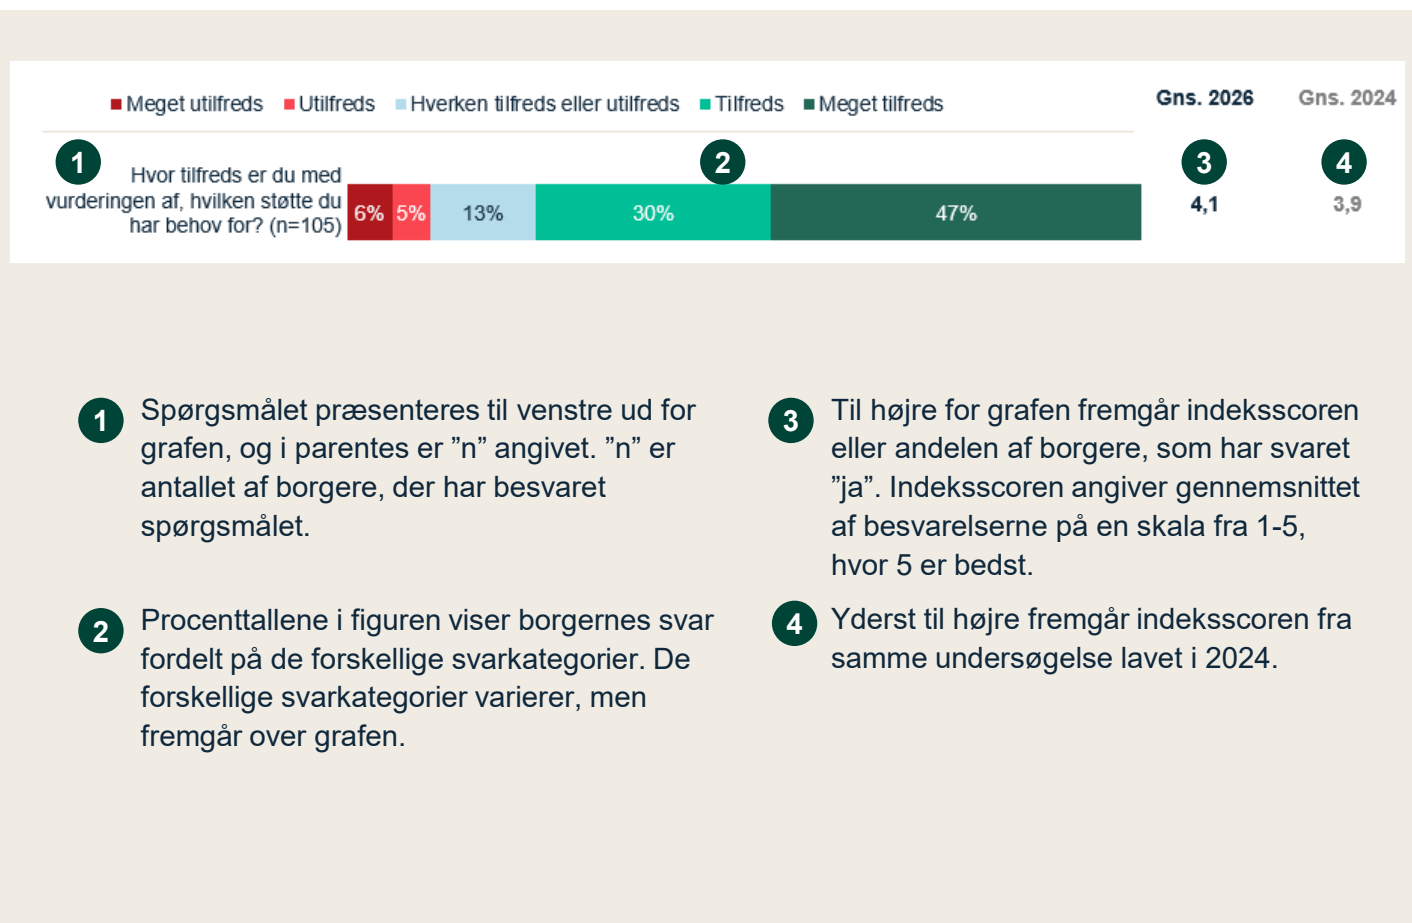 Meget utilfreds Utilfreds Hverken tilfreds eller utilfreds Tilfreds Meget tilfreds Gns. 2026 Gns. 2024
1 2 3 4
Hvor tilfreds er du med
vurderingen af, hvilken støtte du
har behov for? (n=105)
6% 5% 13% 30% 47% 4,1 3,9
1 Spørgsmålet præsenteres til venstre ud for
grafen, og i parentes er ”n” angivet. ”n” er
antallet af borgere, der har besvaret
spørgsmålet.
2 Procenttallene i figuren viser borgernes svar
fordelt på de forskellige svarkategorier. De
forskellige svarkategorier varierer, men
fremgår over grafen.
3 Til højre for grafen fremgår indeksscoren
eller andelen af borgere, som har svaret
”ja”. Indeksscoren angiver gennemsnittet
af besvarelserne på en skala fra 1-5,
hvor 5 er bedst.
4 Yderst til højre fremgår indeksscoren fra
samme undersøgelse lavet i 2024.